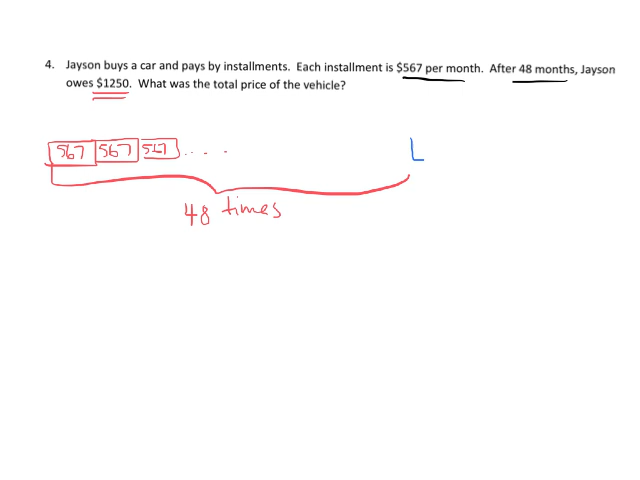 4. Jayson buys a car and pays by installments. Each installment is $567 per month. After 48 months, Jayson
owes $1250. What was the total price of the vehicle?
567 567 567 ....
48 times